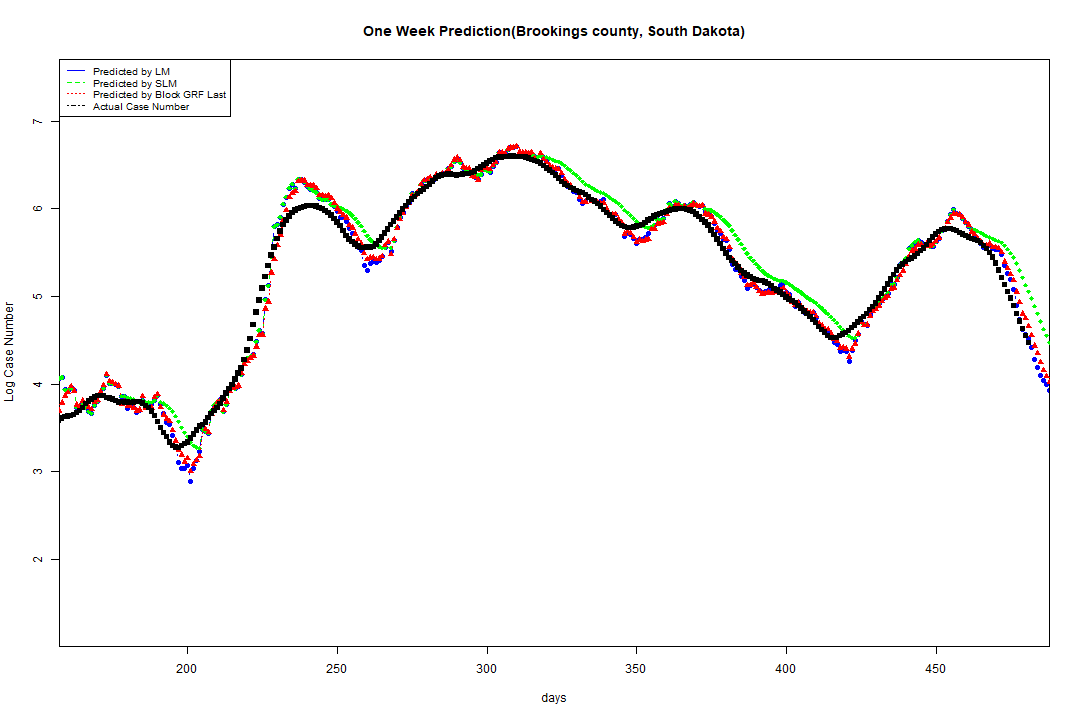 One Week Prediction(Brookings county, South Dakota)
Predicted by LM
Predicted by SLM
Predicted by Block GRF Last
Actual Case Number
7
6
5
4
3
2
Log Case Number
200 250 300 350 400 450
days